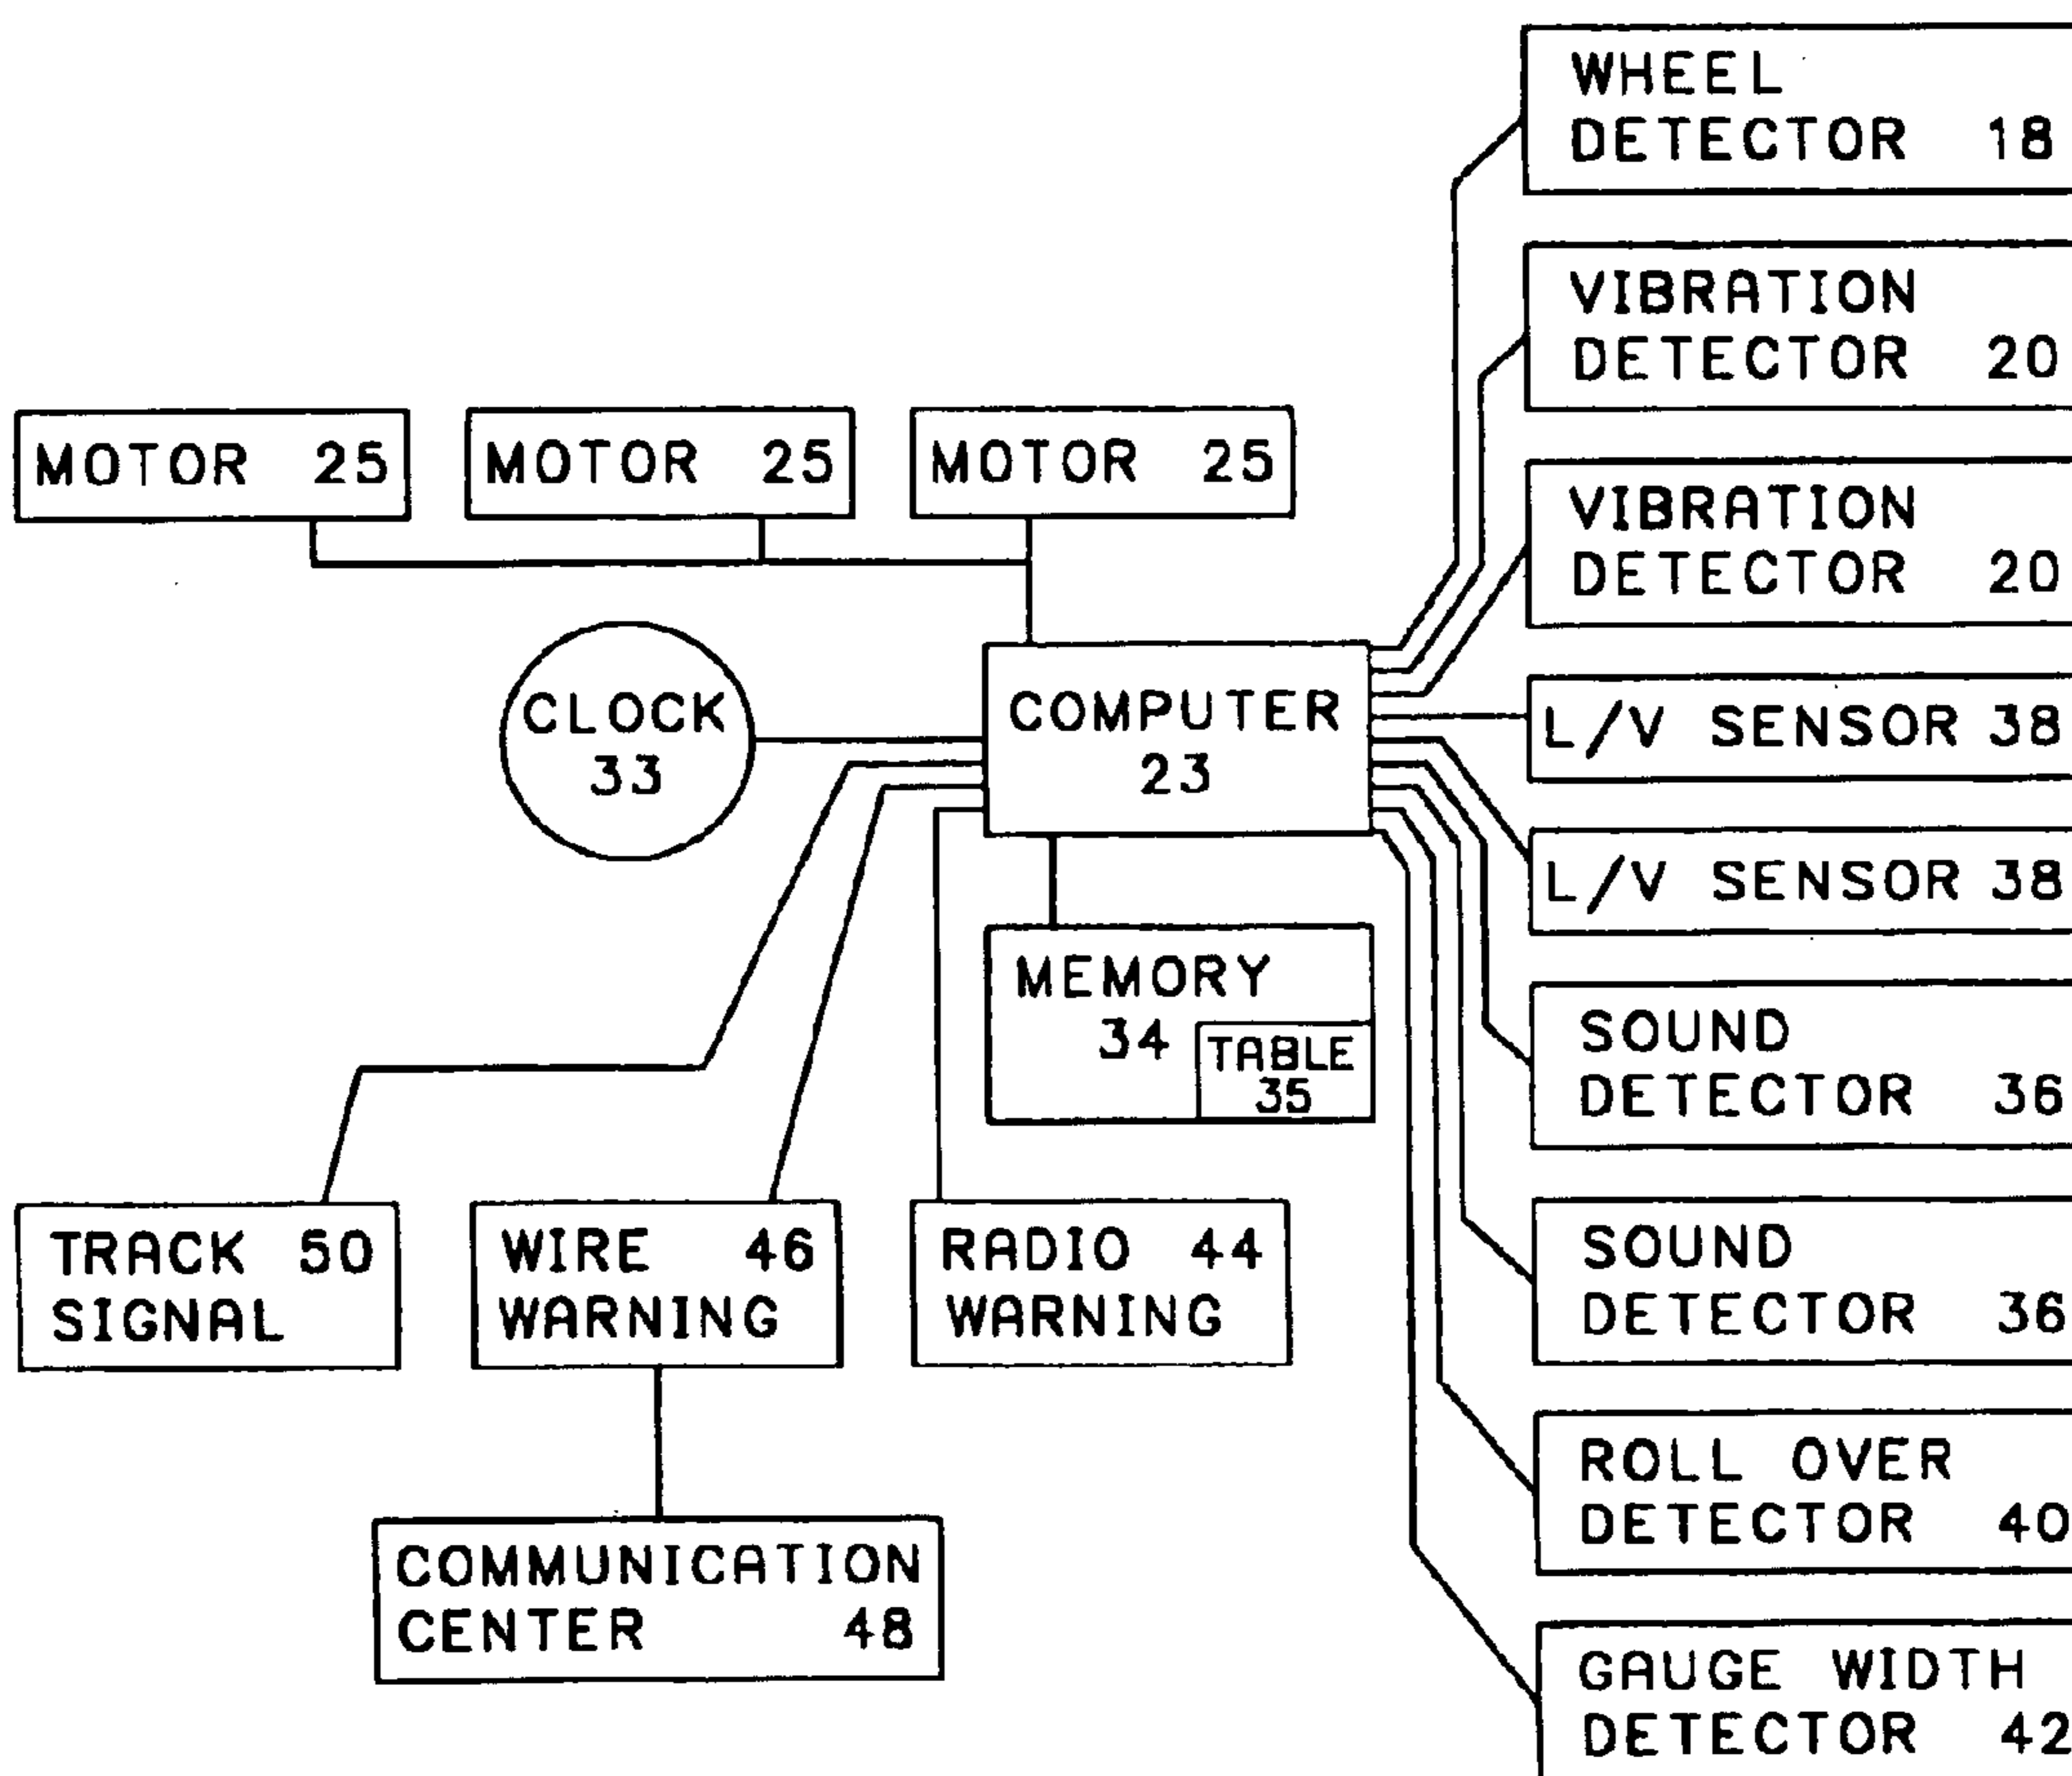 WHEEL
DETECTOR 18
VIBRATION
DETECTOR 20
MOTOR 25
MOTOR 25
MOTOR 25
VIBRATION
DETECTOR 20
CLOCK
33
COMPUTER
23
L/V SENSOR 38
L/V SENSOR 38
MEMORY
34
TABLE
35
SOUND
DETECTOR 36
TRACK 50
SIGNAL
WIRE 46
WARNING
RADIO 44
WARNING
SOUND
DETECTOR 36
ROLL OVER
DETECTOR 40
COMMUNICATION
CENTER 48
GAUGE WIDTH
DETECTOR 42